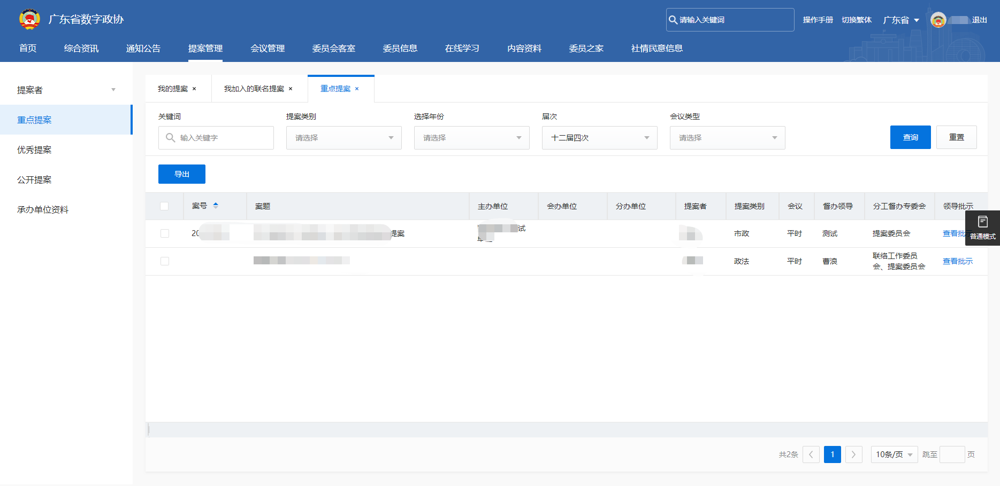 广东省数字政协
请输入关键词
操作手册 切换繁体 广东省 退出
首页 综合资讯 通知公告 提案管理 会议管理 委员会客室 委员信息 在线学习 内容资料 委员之家 社情民意信息
提案者
重点提案
优秀提案
公开提案
承办单位资料
我的提案 × 我加入的联名提案 × 重点提案 ×
关键词 提案类别 选择年份 届次 会议类型
输入关键字 请选择 请选择 十二届四次 请选择 查询 重置
导出
案号 案题 主办单位 会办单位 分办单位 提案者 提案类别 会议 督办领导 分工督办专委会 领导批示
20 提案 试 市政 平时 测试 提案委员会 查看批示
政法 平时 曹浪 联络工作委员
会、提案委员会 查看批示
普通模式
共2条 1 10条/页 跳至 页